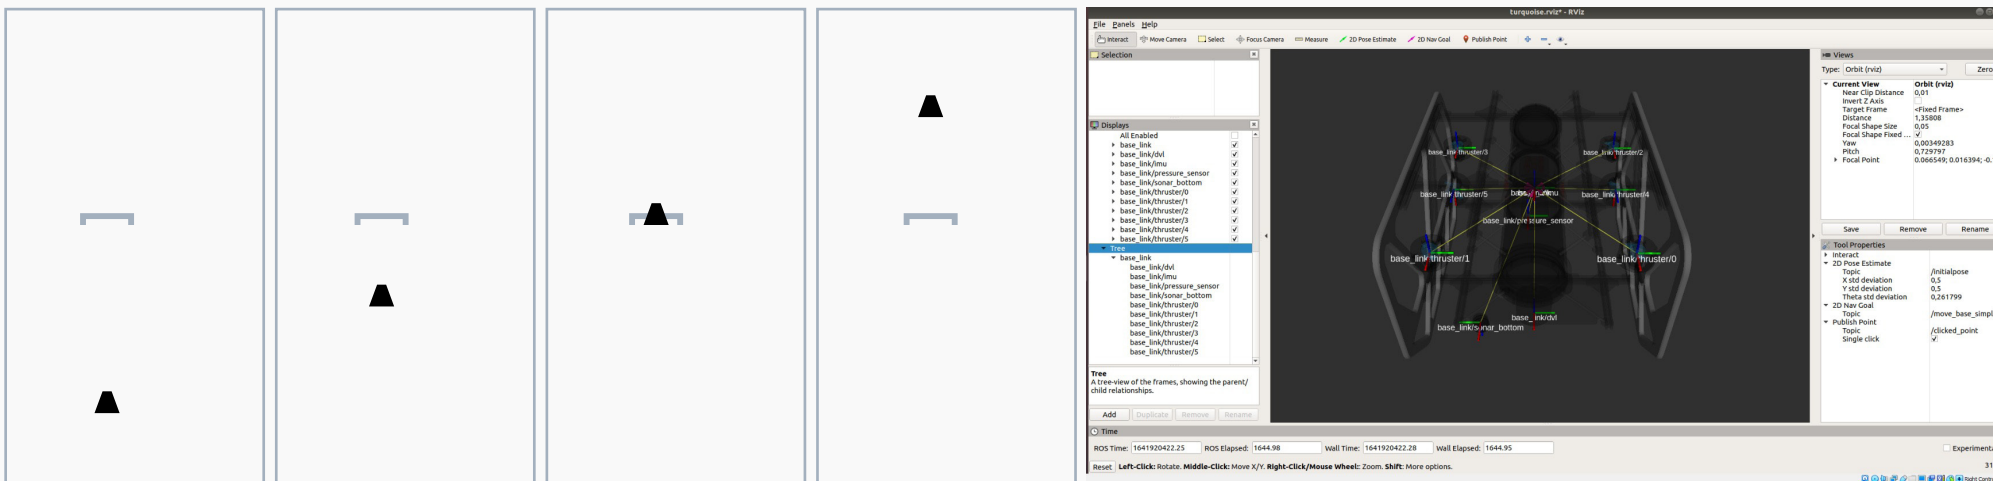 turquoise.rviz* - RViz
File Panels Help
Interact Move Camera Select Focus Camera Measure 2D Pose Estimate 2D Nav Goal Publish Point
Selection
Displays
All Enabled
base_link
base_link/dvl
base_link/imu
base_link/pressure_sensor
base_link/sonar_bottom
base_link/thruster/0
base_link/thruster/1
base_link/thruster/2
base_link/thruster/3
base_link/thruster/4
base_link/thruster/5
Tree
base_link
base_link/dvl
base_link/imu
base_link/pressure_sensor
base_link/sonar_bottom
base_link/thruster/0
base_link/thruster/1
base_link/thruster/2
base_link/thruster/3
base_link/thruster/4
base_link/thruster/5
Tree
A tree-view of the frames, showing the parent/
child relationships.
Add Duplicate Remove Rename
base_link/thruster/3
base_link/thruster/2
base_link/thruster/5
base_link/thruster/4
base_link/pressure_sensor
base_link/thruster/1
base_link/thruster/0
base_link/dvl
base_link/sonar_bottom
Views
Type: Orbit (rviz) Zero
Current View Orbit (rviz)
Near Clip Distance 0,01
Invert Z Axis
Target Frame <Fixed Frame>
Distance 1,35808
Focal Shape Size 0,05
Focal Shape Fixed ...
Yaw 0,00349283
Pitch 0,729797
Focal Point 0.066549; 0.016394; -0.
Save Remove Rename
Tool Properties
Interact
2D Pose Estimate
Topic /initialpose
X std deviation 0,5
Y std deviation 0,5
Theta std deviation 0,261799
2D Nav Goal
Topic /move_base_simpl
Publish Point
Topic /clicked_point
Single click
Time
ROS Time: 1641920422.25 ROS Elapsed: 1644.98 Wall Time: 1641920422.28 Wall Elapsed: 1644.95 Experimenta
Reset Left-Click: Rotate. Middle-Click: Move X/Y. Right-Click/Mouse Wheel:: Zoom. Shift: More options. 31
Right Contr